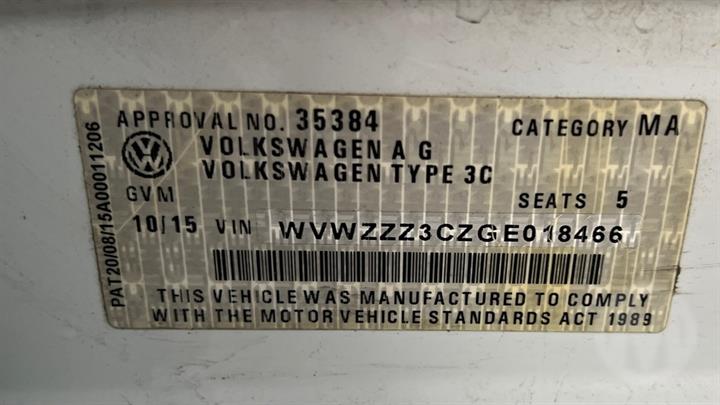 APPROVAL NO. 35384 CATEGORY MA
VOLKSWAGEN A G
VOLKSWAGEN TYPE 3C
GVM SEATS 5
10/15 VIN WVWZZZ3CZGE018466
THIS VEHICLE WAS MANUFACTURED TO COMPLY
WITH THE MOTOR VEHICLE STANDARDS ACT 1989
PAT20/08/15A00011206